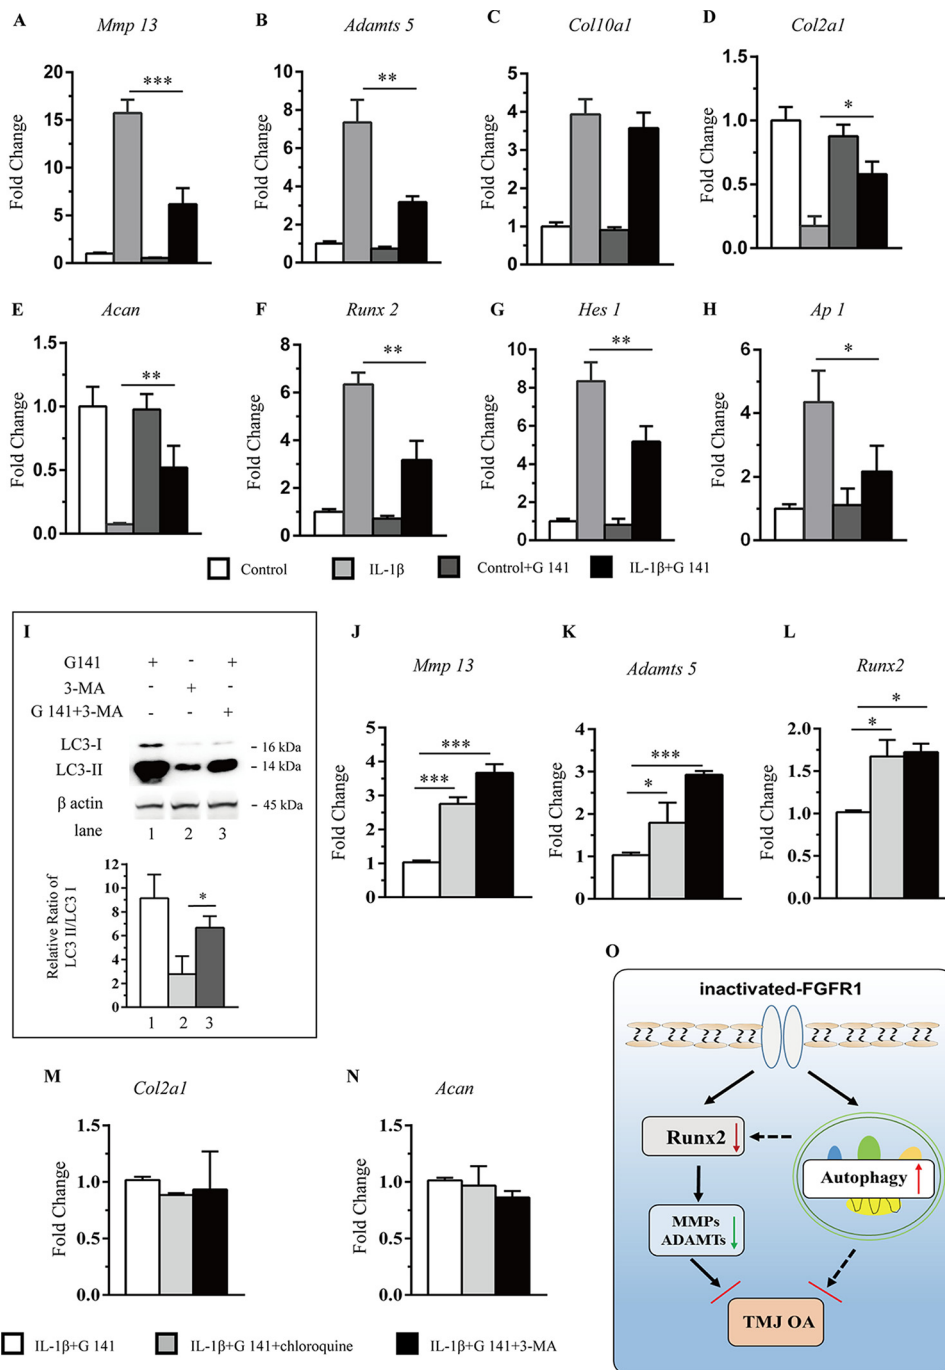 A
Mmp 13
Fold Change
20
15
10
5
0
***
B
Adamts 5
Fold Change
10
8
6
4
2
0
**
C
Col10a1
Fold Change
5
4
3
2
1
0
D
Col2a1
Fold Change
1.5
1.0
0.5
0.0
*
E
Acan
Fold Change
1.5
1.0
0.5
0.0
**
F
Runx 2
Fold Change
8
6
4
2
0
**
G
Hes 1
Fold Change
10
8
6
4
2
0
**
H
Ap 1
Fold Change
6
4
2
0
*
Control
IL-1β
Control+G 141
IL-1β+G 141
I
G141 + - +
3-MA - + -
G 141+3-MA - - +
LC3-I - 16 kDa
LC3-II - 14 kDa
β actin - 45 kDa
lane 1 2 3
Relative Ratio of
LC3 II/LC3 I
12
10
8
6
4
2
0
*
1 2 3
J
Mmp 13
Fold Change
5
4
3
2
1
0
***
***
K
Adamts 5
Fold Change
4
3
2
1
0
***
*
L
Runx2
Fold Change
2.0
1.5
1.0
0.5
0.0
*
*
M
Col2a1
Fold Change
1.5
1.0
0.5
0.0
N
Acan
Fold Change
1.5
1.0
0.5
0.0
IL-1β+G 141
IL-1β+G 141+chloroquine
IL-1β+G 141+3-MA
O
inactivated-FGFR1
Runx2
Autophagy
MMPs
ADAMTs
TMJ OA